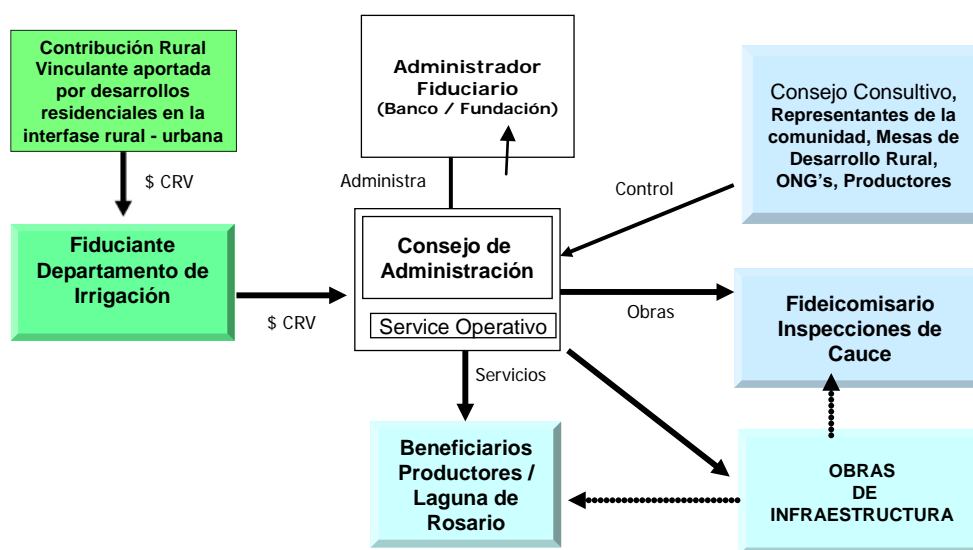 Contribución Rural
Vinculante aportada
por desarrollos
residenciales en la
interfase rural - urbana
$ CRV
Fiduciante
Departamento de
Irrigación
$ CRV
Administrador
Fiduciario
(Banco / Fundación)
Administra
Consejo de
Administración
Service Operativo
Control
Consejo Consultivo,
Representantes de la
comunidad, Mesas de
Desarrollo Rural,
ONG's, Productores
Obras
Fideicomisario
Inspecciones de
Cauce
Servicios
Beneficiarios
Productores /
Laguna de
Rosario
OBRAS
DE
INFRAESTRUCTURA